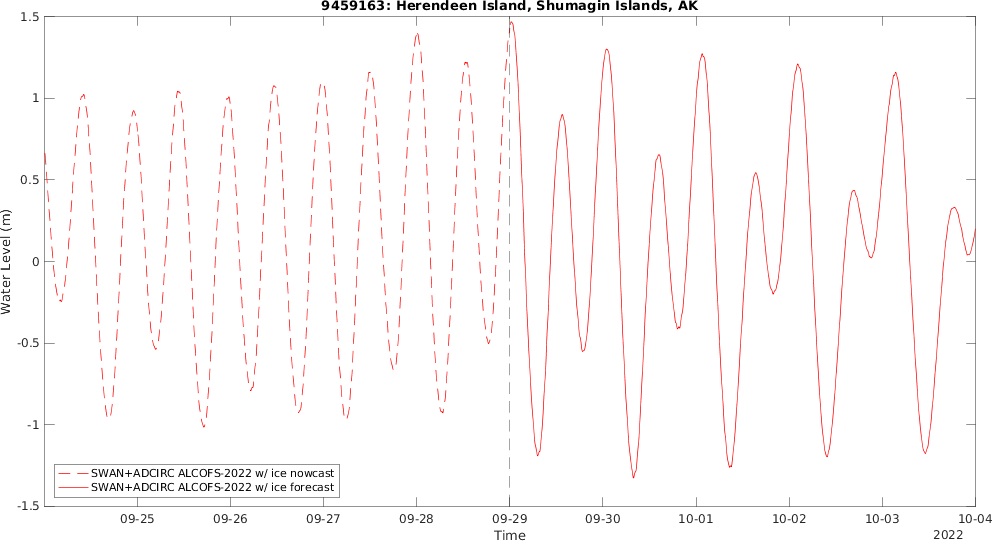 9459163: Herendeen Island, Shumagin Islands, AK
1.5
1
0.5
0
-0.5
-1
-1.5
Water Level (m)
SWAN+ADCIRC ALCOFS-2022 w/ ice nowcast
SWAN+ADCIRC ALCOFS-2022 w/ ice forecast
09-25 09-26 09-27 09-28 09-29 09-30 10-01 10-02 10-03 10-04
Time
2022